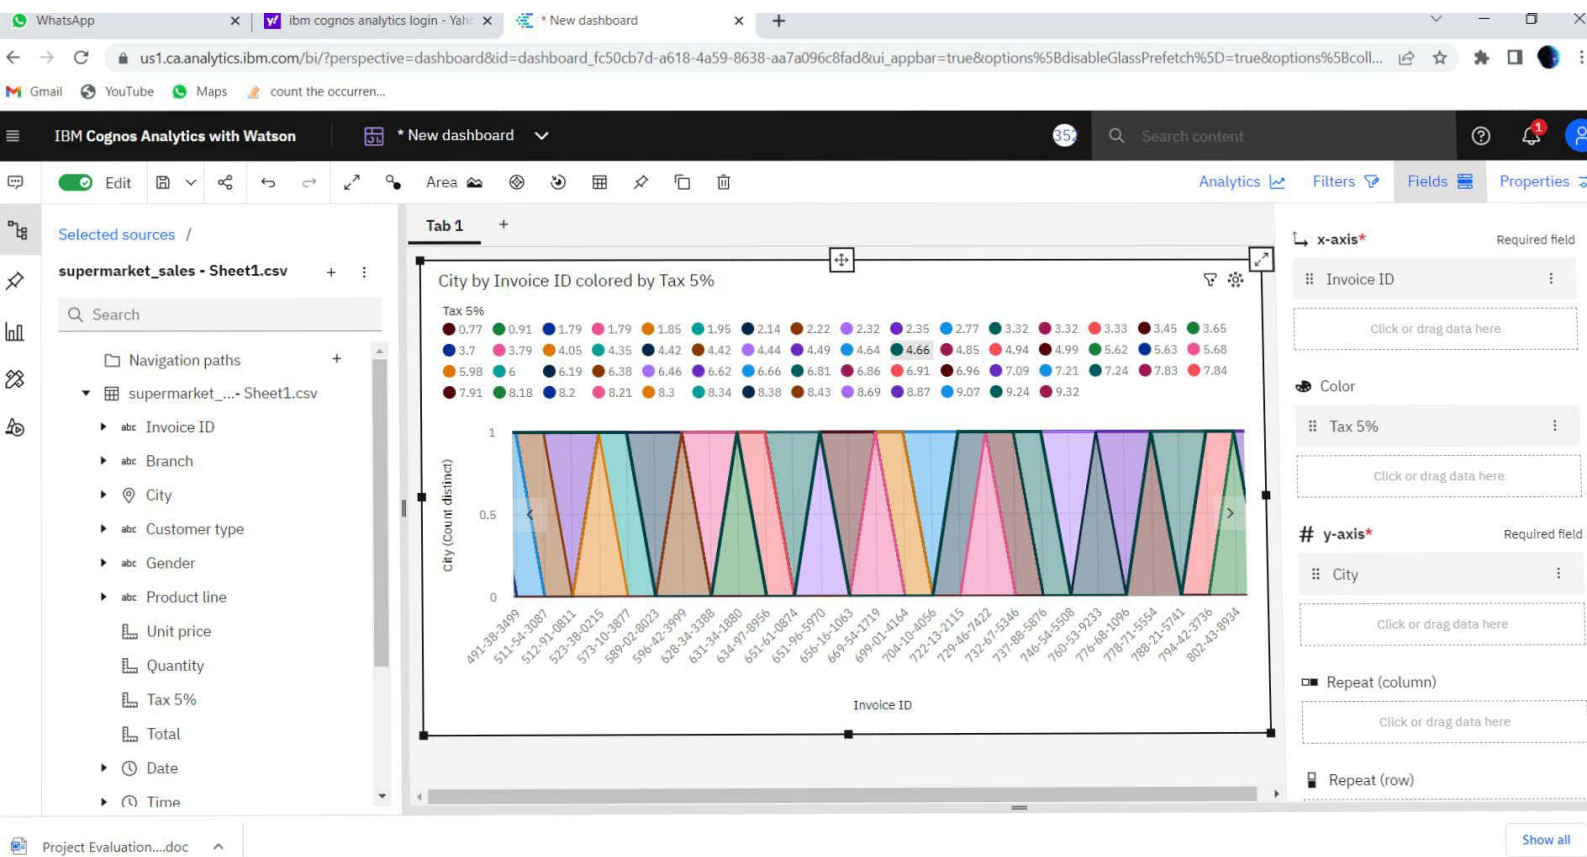 WhatsApp
ibm cognos analytics login - Yaho
* New dashboard
us1.ca.analytics.ibm.com/bi/?perspective=dashboard&id=dashboard_fc50cb7d-a618-4a59-8638-aa7a096c8fad&ui_appbar=true&options%5BdisableGlassPrefetch%5D=true&options%5Bcoll...
Gmail YouTube Maps count the occurren...
IBM Cognos Analytics with Watson
* New dashboard
352
Search content
1
Edit
Area
Analytics
Filters
Fields
Properties
Selected sources /
supermarket_sales - Sheet1.csv
Search
Navigation paths
supermarket_...- Sheet1.csv
abc Invoice ID
abc Branch
City
abc Customer type
abc Gender
abc Product line
Unit price
Quantity
Tax 5%
Total
Date
Time
Tab 1
City by Invoice ID colored by Tax 5%
Tax 5%
0.77 0.91 1.79 1.79 1.85 1.95 2.14 2.22 2.32 2.35 2.77 3.32 3.32 3.33 3.45 3.65
3.7 3.79 4.05 4.35 4.42 4.42 4.44 4.49 4.64 4.66 4.85 4.94 4.99 5.62 5.63 5.68
5.98 6 6.19 6.38 6.46 6.62 6.66 6.81 6.86 6.91 6.96 7.09 7.21 7.24 7.83 7.84
7.91 8.18 8.2 8.21 8.3 8.34 8.38 8.43 8.69 8.87 9.07 9.24 9.32
City (Count distinct)
1
0.5
0
491-38-3499
511-54-3087
512-91-0811
523-38-0215
573-10-3877
589-02-8023
596-42-3999
628-34-3388
631-34-1880
634-97-8956
651-61-0874
651-96-5970
656-16-1063
669-54-1719
699-01-4164
704-10-4056
722-13-2115
729-46-7422
732-67-5346
737-88-5876
746-54-5508
760-53-9233
776-68-1096
778-71-5554
788-21-5741
794-42-3736
802-43-8934
Invoice ID
x-axis*
Required field
Invoice ID
Click or drag data here
Color
Tax 5%
Click or drag data here
# y-axis*
Required field
City
Click or drag data here
Repeat (column)
Click or drag data here
Repeat (row)
Project Evaluation....doc
Show all